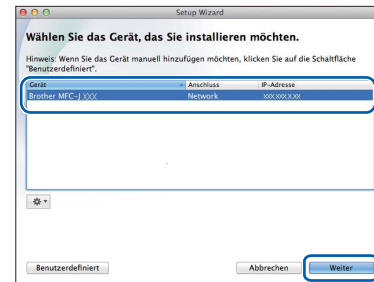 Setup Wizard
Wählen Sie das Gerät, das Sie installieren möchten.
Hinweis: Wenn Sie das Gerät manuell hinzufügen möchten, klicken Sie auf die Schaltfläche
"Benutzerdefiniert".
Gerät Anschluss IP-Adresse
Brother MFC-J XXX Network XXX.XXX.X.XX
Benutzerdefiniert Abbrechen Weiter